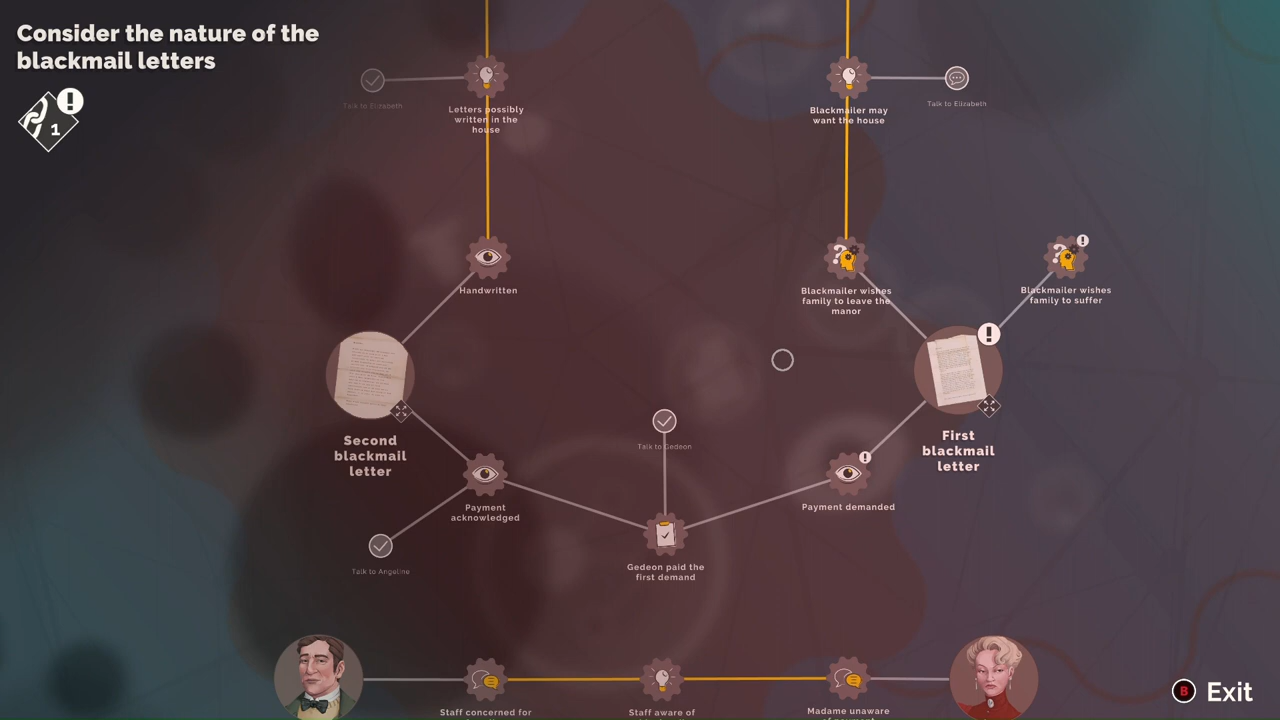 Consider the nature of the
blackmail letters
1
Talk to Elizabeth
Letters possibly
written in the
house
Blackmailer may
want the house
Talk to Elizabeth
Handwritten
Blackmailer wishes
family to leave the
manor
Blackmailer wishes
family to suffer
Second
blackmail
letter
Talk to Gedeon
First
blackmail
letter
Payment
acknowledged
Payment demanded
Talk to Angeline
Gedeon paid the
first demand
Staff concerned for
Staff aware of
Madame unaware
of payment
B Exit